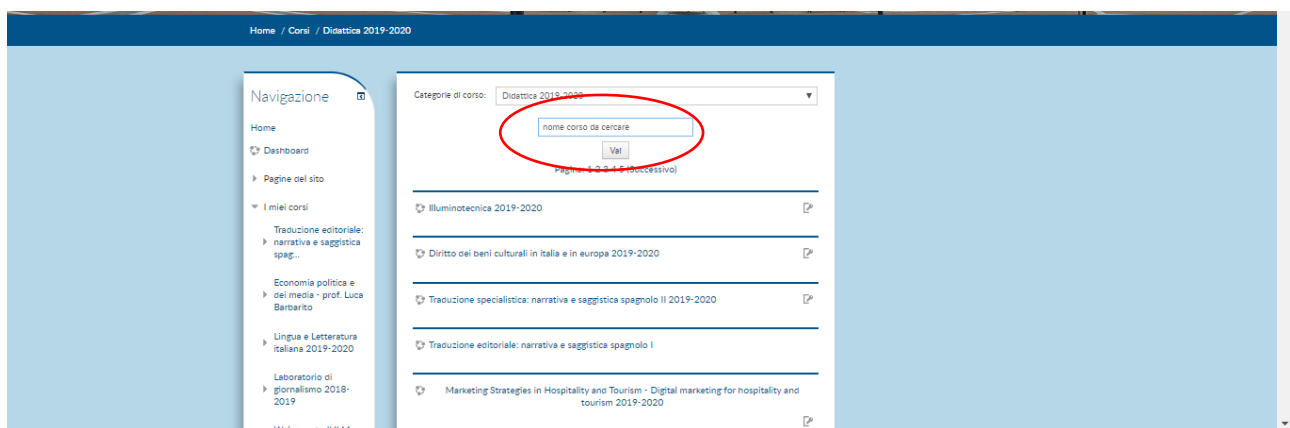 Home / Corsi / Didattica 2019-2020
Navigazione
Home
Dashboard
Pagine del sito
I miei corsi
Traduzione editoriale:
narrativa e saggistica
spag...
Economia politica e
dei media - prof. Luca
Barbarito
Lingua e Letteratura
italiana 2019-2020
Laboratorio di
giornalismo 2018-
2019
Categorie di corso: Didattica 2019-2020
nome corso da cercare
Vai
Pagina: 1 2 3 4 5 (Successivo)
Illuminotecnica 2019-2020
Diritto dei beni culturali in italia e in europa 2019-2020
Traduzione specialistica: narrativa e saggistica spagnolo II 2019-2020
Traduzione editoriale: narrativa e saggistica spagnolo I
Marketing Strategies in Hospitality and Tourism - Digital marketing for hospitality and
tourism 2019-2020